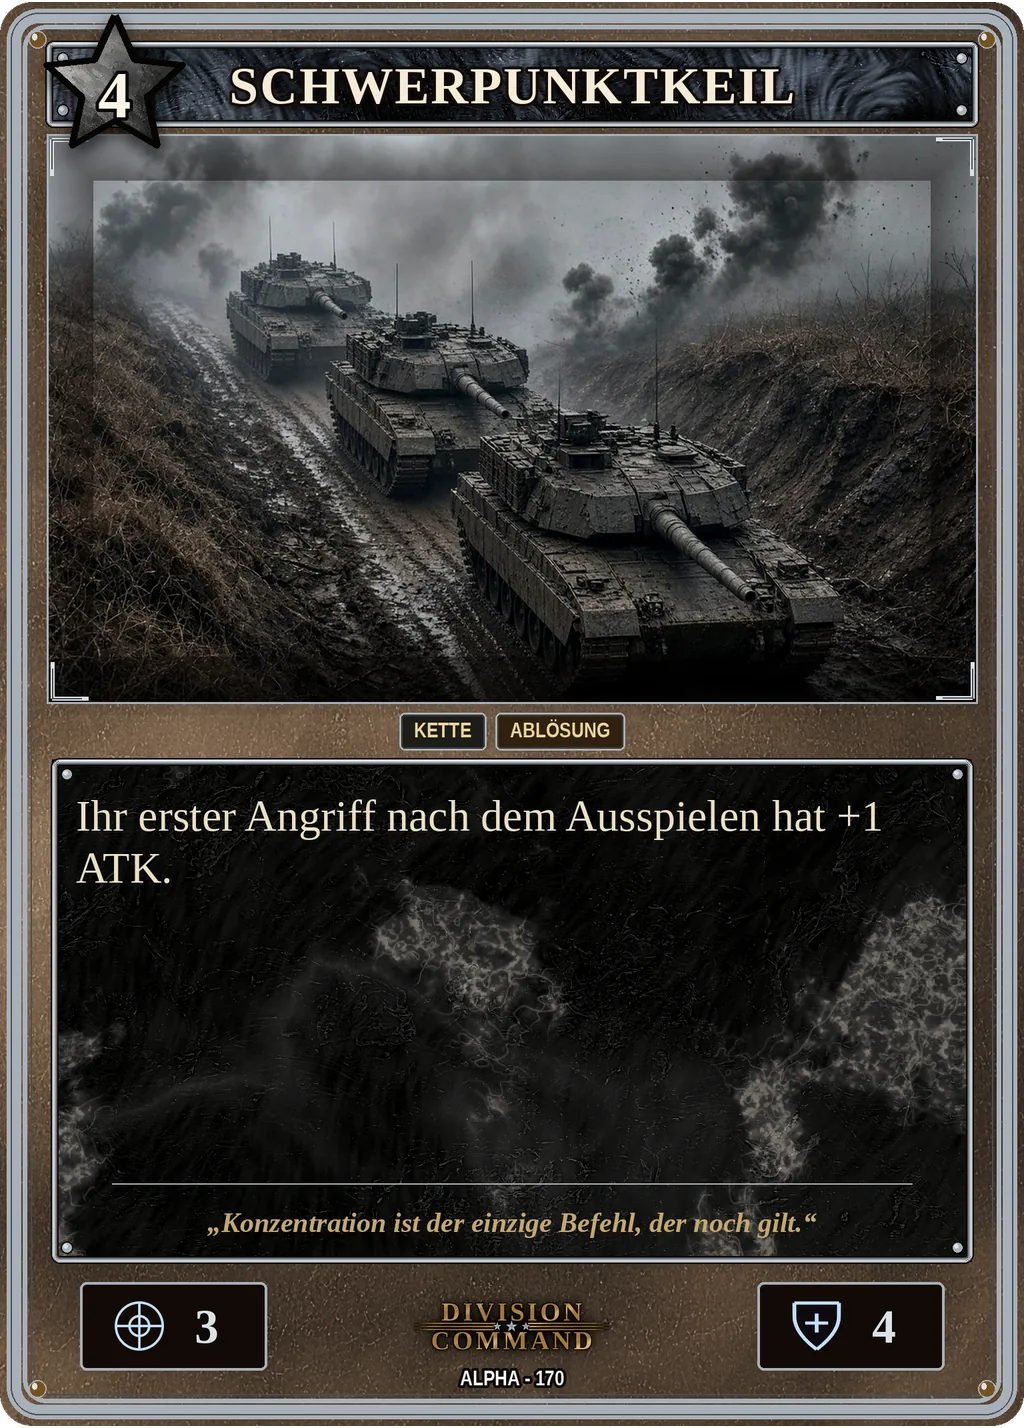 4
SCHWERPUNKTKEIL
KETTE
ABLÖSUNG
Ihr erster Angriff nach dem Ausspielen hat +1
ATK.
„Konzentration ist der einzige Befehl, der noch gilt.“
3
DIVISION
COMMAND
4
ALPHA - 170